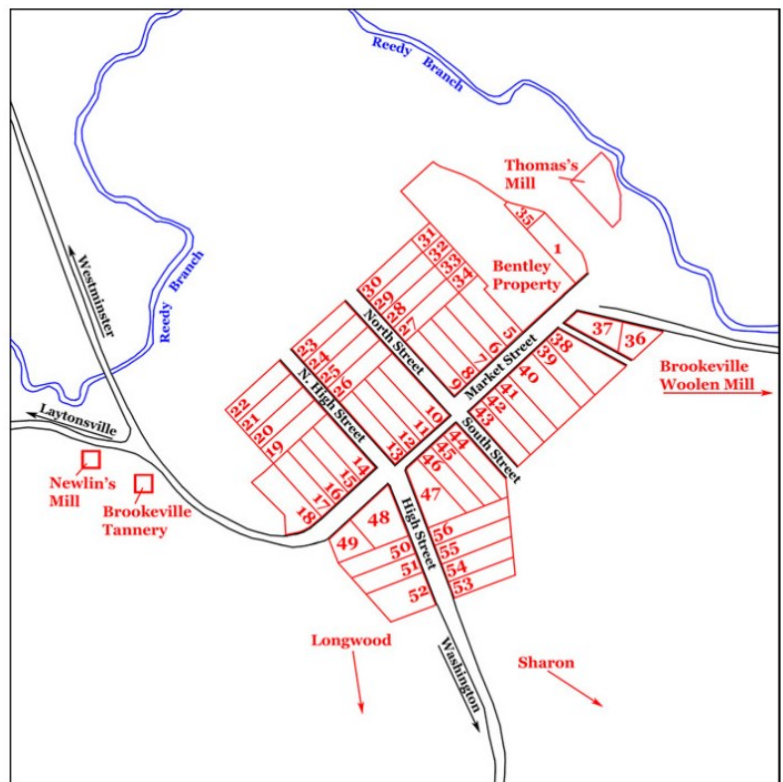 Reedy Branch
Thomas's
Mill
35
1
Bentley
Property
31
32
33
34
30
29
28
27
North Street
5
6
7
8
9
Market Street
37
36
38
39
40
41
42
43
Brookeville
Woolen Mill
Westminster
Reedy Branch
23
24
25
26
N. High Street
22
21
20
19
10
11
12
13
14
15
16
17
18
South Street
44
45
46
47
Laytonsville
Newlin's
Mill
Brookeville
Tannery
48
49
High Street
50
51
52
56
55
54
53
Longwood
Washington
Sharon